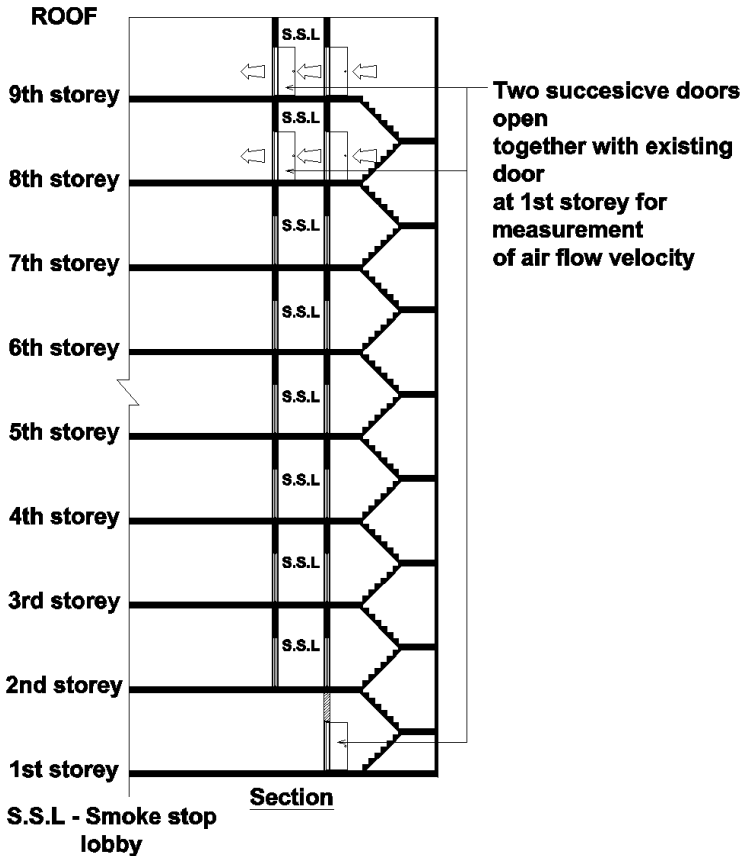 ROOF
S.S.L
9th storey
S.S.L
8th storey
S.S.L
7th storey
S.S.L
6th storey
S.S.L
5th storey
S.S.L
4th storey
S.S.L
3rd storey
S.S.L
2nd storey
1st storey
Two succesicve doors
open
together with existing
door
at 1st storey for
measurement
of air flow velocity
Section
S.S.L - Smoke stop
lobby